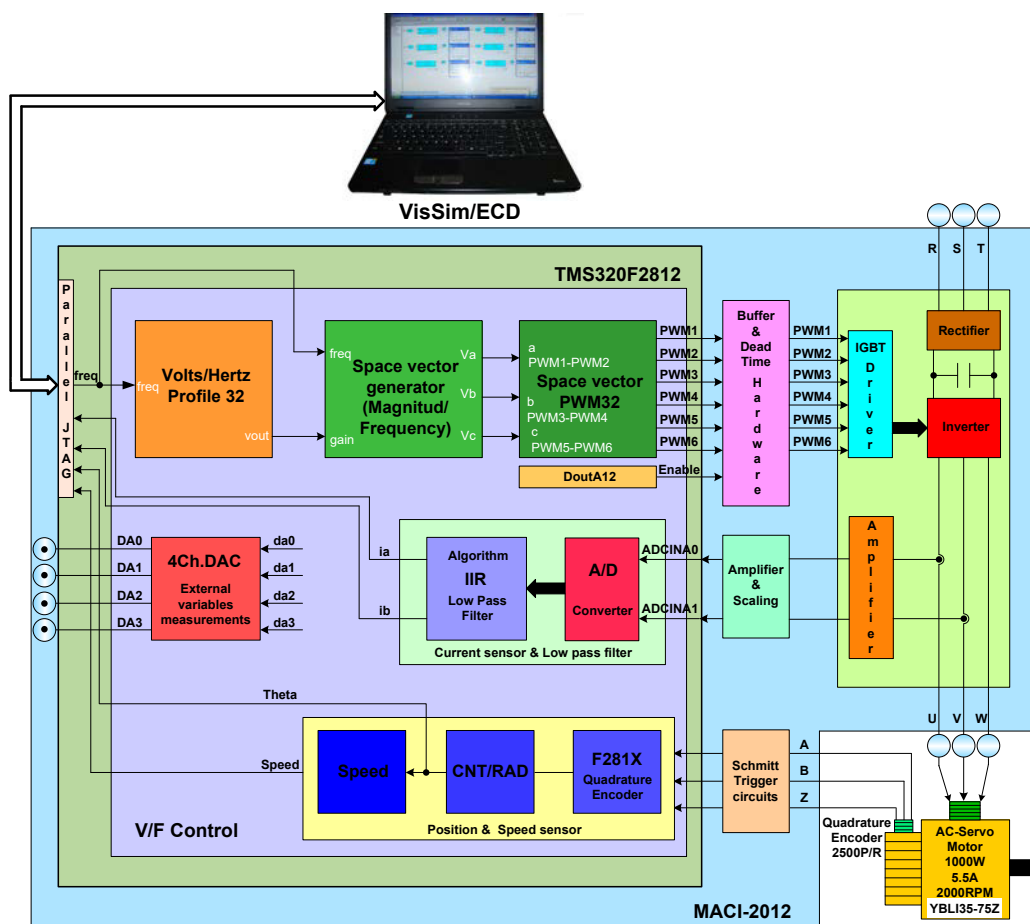 VisSim/ECD
R
S
T
TMS320F2812
Parallel JTAG
freq
freq
Volts/Hertz
Profile 32
vout
freq
gain
Space vector
generator
(Magnitud/
Frequency)
Va
Vb
Vc
a
PWM1-PWM2
Space vector
PWM32
b
PWM3-PWM4
c
PWM5-PWM6
DoutA12
PWM1
PWM2
PWM3
PWM4
PWM5
PWM6
Enable
Buffer
&
Dead
Time
Hardware
PWM1
PWM2
PWM3
PWM4
PWM5
PWM6
IGBT
Driver
Rectifier
Inverter
DA0
DA1
DA2
DA3
4Ch.DAC
External
variables
measurements
da0
da1
da2
da3
ia
ib
Algorithm
IIR
Low Pass
Filter
A/D
Converter
Current sensor & Low pass filter
ADCINA0
ADCINA1
Amplifier
&
Scaling
Amplifier
Theta
Speed
Speed
CNT/RAD
F281X
Quadrature
Encoder
Position & Speed sensor
V/F Control
Schmitt
Trigger
circuits
A
B
Z
U
V
W
Quadrature
Encoder
2500P/R
AC-Servo
Motor
1000W
5.5A
2000RPM
YBLI35-75Z
MACI-2012